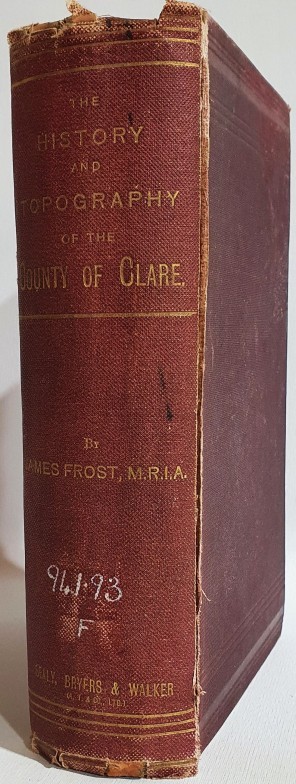 THE
HISTORY
AND
TOPOGRAPHY
OF THE
COUNTY OF CLARE.
BY
JAMES FROST, M.R.I.A.
941.93
F
SEALY, BRYERS & WALKER